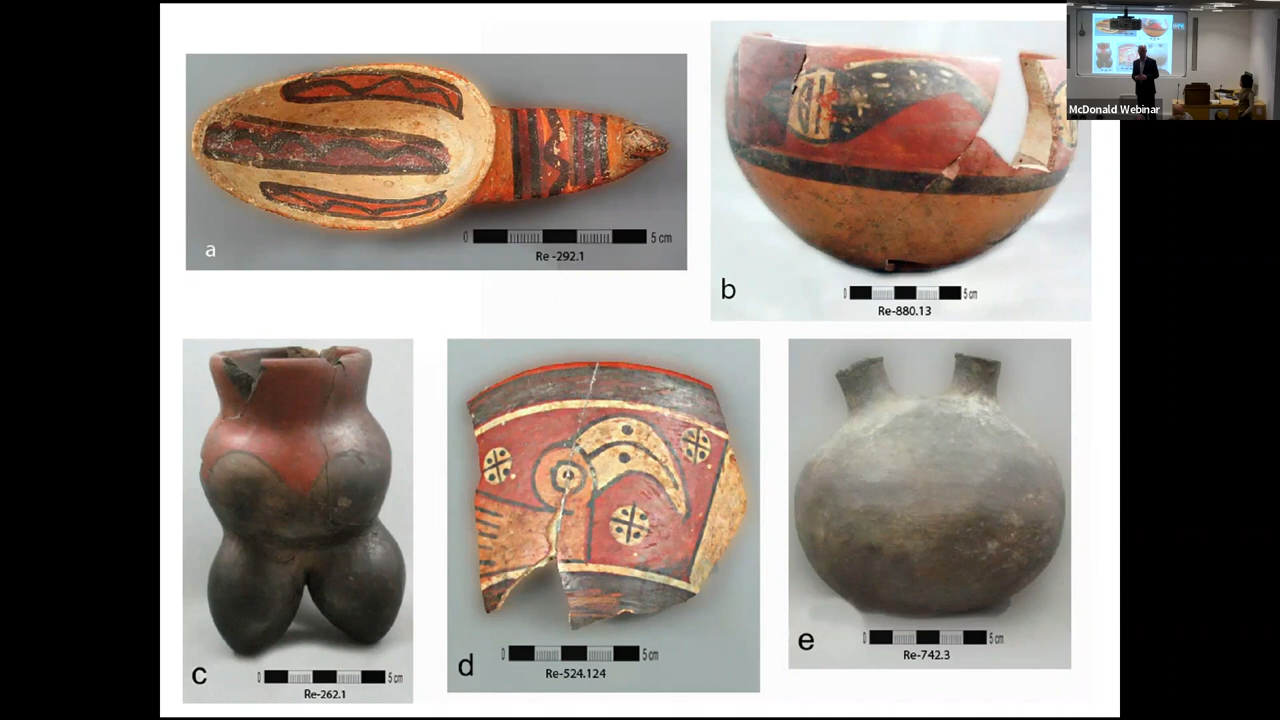 McDonald Webinar
a
0 5 cm
Re -292.1
b
0 5 cm
Re-880.13
c
0 5 cm
Re-262.1
d
0 5 cm
Re-524.124
e
0 5 cm
Re-742.3